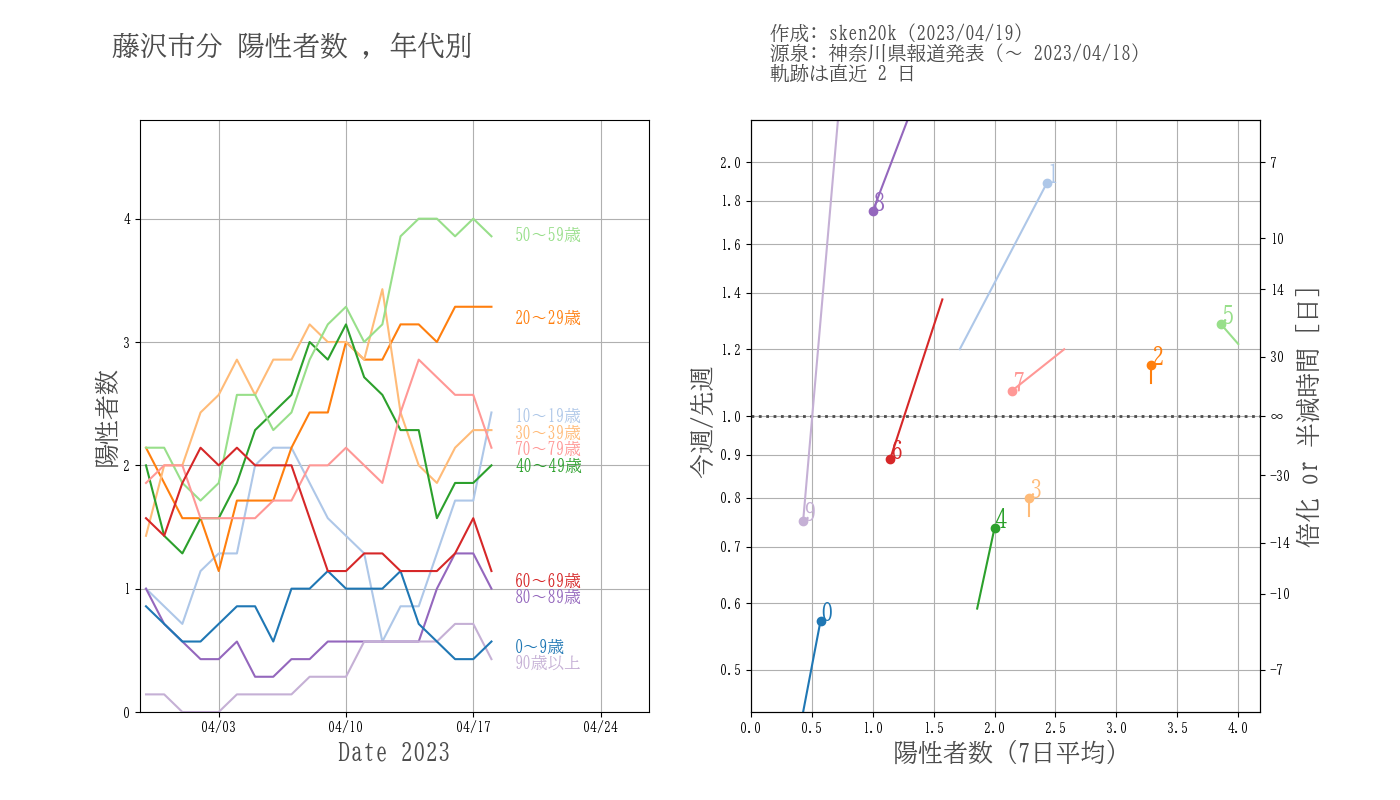 藤沢市分 陽性者数 , 年代別
作成: sken20k (2023/04/19)
源泉: 神奈川県報道発表 (〜 2023/04/18)
軌跡は直近 2 日
陽性者数
4
3
2
1
0
50〜59歳
20〜29歳
10〜19歳
30〜39歳
70〜79歳
40〜49歳
60〜69歳
80〜89歳
0〜9歳
90歳以上
04/03 04/10 04/17 04/24
Date 2023
今週/先週
2.0
1.8
1.6
1.4
1.2
1.0
0.9
0.8
0.7
0.6
0.5
1
8
5
2
7
6
3
9
4
0
7
10
14
30
∞
−30
−14
−10
−7
倍化 or 半減時間 [日]
0.0 0.5 1.0 1.5 2.0 2.5 3.0 3.5 4.0
陽性者数 (7日平均)